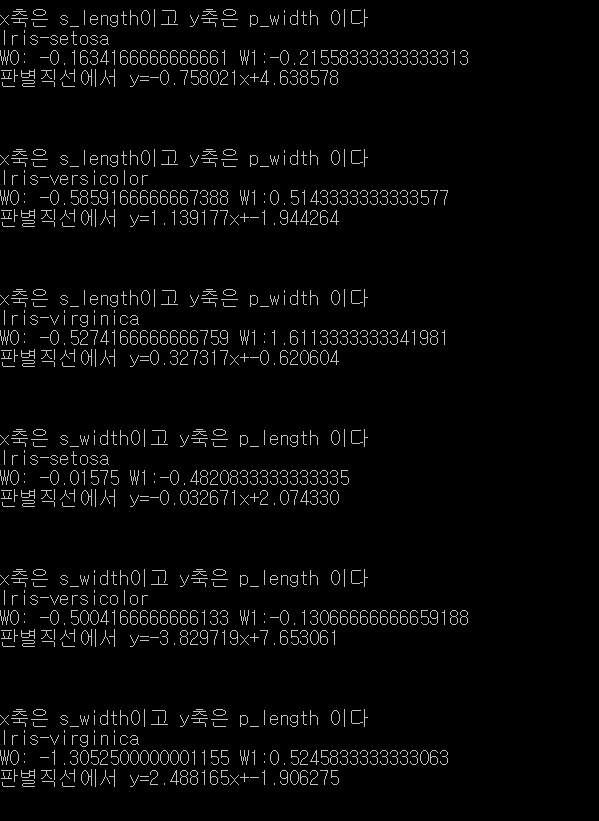 x축은 s_length이고 y축은 p_width 이다
Iris-setosa
W0: -0.1634166666666661 W1:-0.21558333333333313
판별직선에서 y=-0.758021x+4.638578
x축은 s_length이고 y축은 p_width 이다
Iris-versicolor
W0: -0.5859166666667388 W1:0.5143333333333577
판별직선에서 y=1.139177x+-1.944264
x축은 s_length이고 y축은 p_width 이다
Iris-virginica
W0: -0.5274166666666759 W1:1.6113333333341981
판별직선에서 y=0.327317x+-0.620604
x축은 s_width이고 y축은 p_length 이다
Iris-setosa
W0: -0.01575 W1:-0.4820833333333335
판별직선에서 y=-0.032671x+2.074330
x축은 s_width이고 y축은 p_length 이다
Iris-versicolor
W0: -0.5004166666666133 W1:-0.13066666666659188
판별직선에서 y=-3.829719x+7.653061
x축은 s_width이고 y축은 p_length 이다
Iris-virginica
W0: -1.3052500000001155 W1:0.5245833333333063
판별직선에서 y=2.488165x+-1.906275